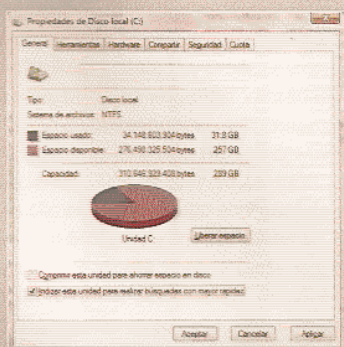 Propiedades de Disco local (C:)
General Herramientas Hardware Compartir Seguridad Cuota
Tipo: Disco local
Sistema de archivos: NTFS
Espacio usado: 34.148.603.904 bytes 31.8 GB
Espacio disponible: 276.498.325.504 bytes 257 GB
Capacidad: 310.646.929.408 bytes 289 GB
Unidad C: Liberar espacio
Comprimir esta unidad para ahorrar espacio en disco
Indizar esta unidad para realizar búsquedas con mayor rapidez
Aceptar Cancelar Aplicar